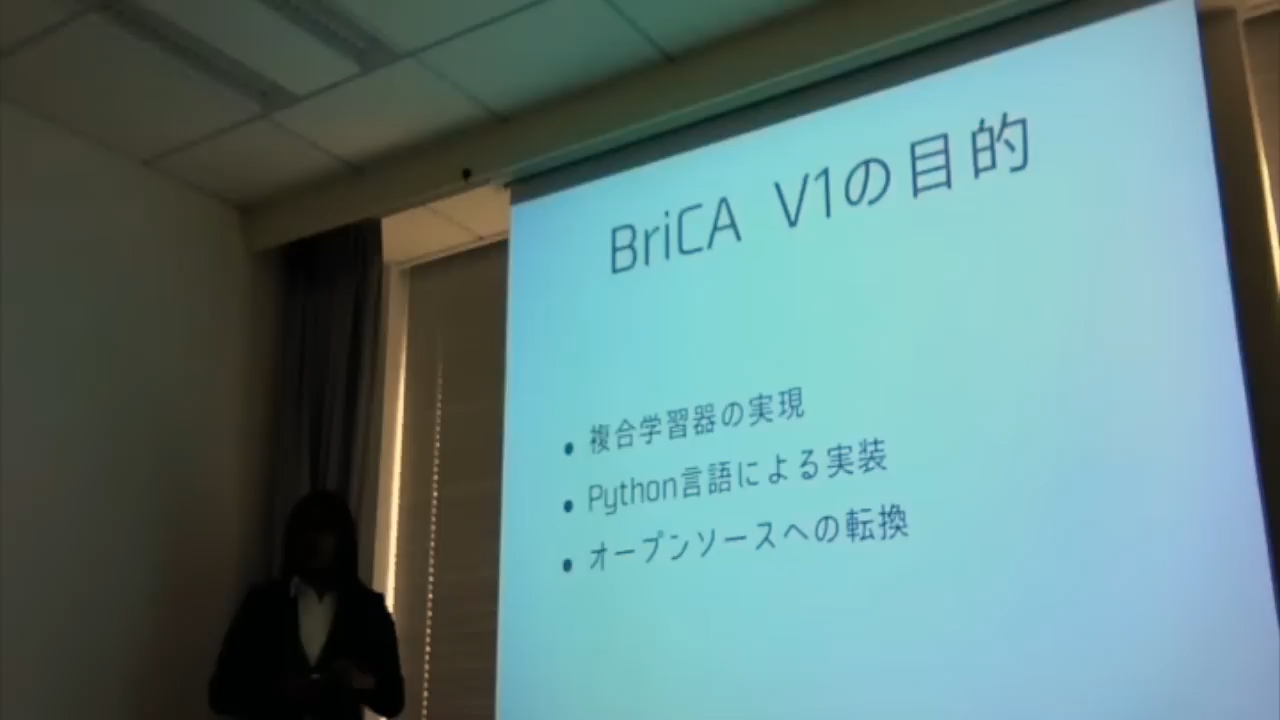 BriCA V1の目的
• 複合学習器の実現
• Python言語による実装
• オープンソースへの転換